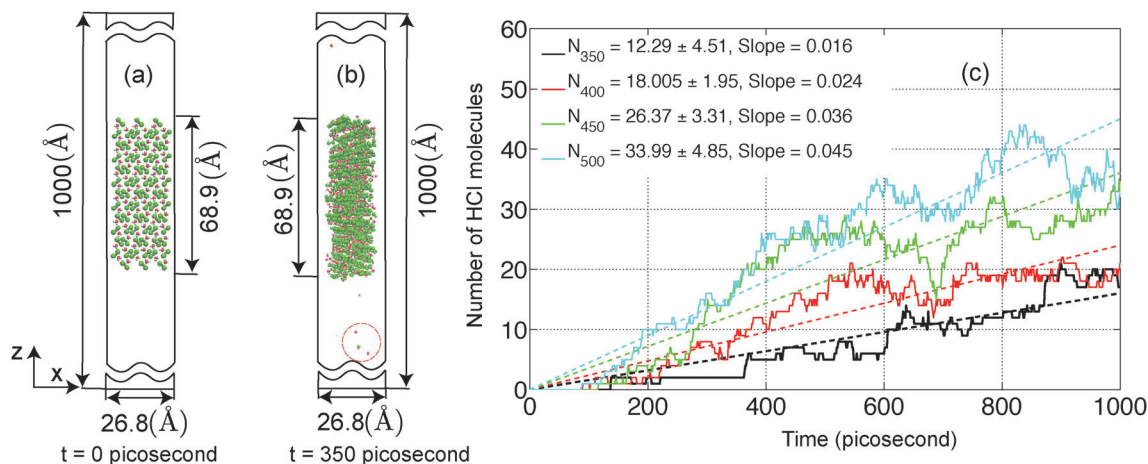 (a)
(b)
1000(Å)
68.9(Å)
68.9(Å)
1000(Å)
Z
X
26.8(Å)
26.8(Å)
t = 0 picosecond
t = 350 picosecond
(c)
N350 = 12.29 ± 4.51, Slope = 0.016
N400 = 18.005 ± 1.95, Slope = 0.024
N450 = 26.37 ± 3.31, Slope = 0.036
N500 = 33.99 ± 4.85, Slope = 0.045
Number of HCl molecules
60
50
40
30
20
10
0
0 200 400 600 800 1000
Time (picosecond)